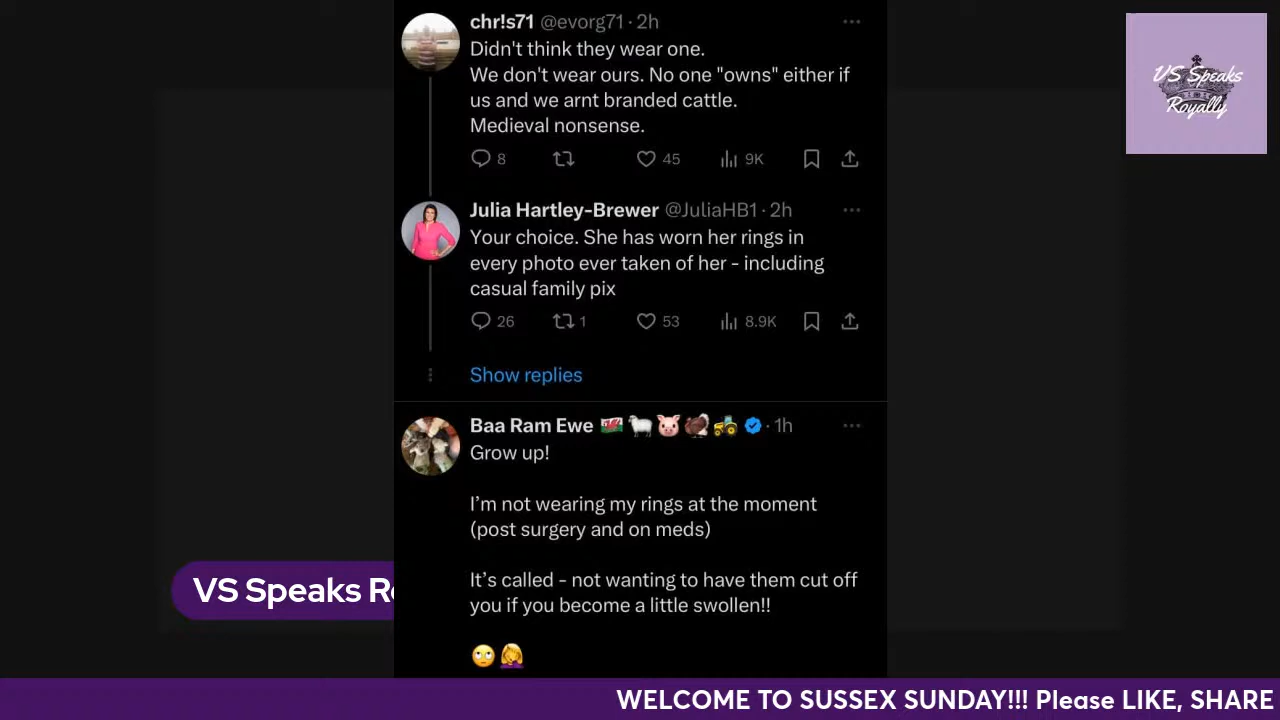 chr!s71 @evorg71 · 2h
Didn't think they wear one.
We don't wear ours. No one "owns" either if
us and we arnt branded cattle.
Medieval nonsense.
8 45 9K
Julia Hartley-Brewer @JuliaHB1 · 2h
Your choice. She has worn her rings in
every photo ever taken of her - including
casual family pix
26 1 53 8.9K
Show replies
Baa Ram Ewe · 1h
Grow up!
I'm not wearing my rings at the moment
(post surgery and on meds)
It's called - not wanting to have them cut off
you if you become a little swollen!!
VS Speaks
Royally
VS Speaks R
WELCOME TO SUSSEX SUNDAY!!! Please LIKE, SHARE